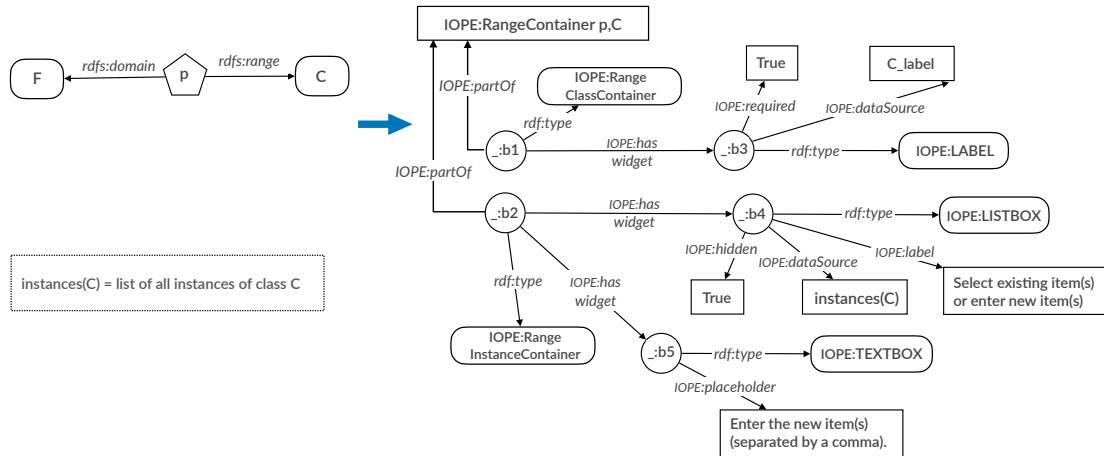 IOPE:RangeContainer p,C
F
rdfs:domain
p
rdfs:range
C
IOPE:partOf
IOPE:Range
ClassContainer
rdf:type
True
C_label
IOPE:required
IOPE:dataSource
_:b1
IOPE:has
widget
_:b3
rdf:type
IOPE:LABEL
IOPE:partOf
_:b2
IOPE:has
widget
_:b4
rdf:type
IOPE:LISTBOX
IOPE:hidden
IOPE:dataSource
IOPE:label
instances(C) = list of all instances of class C
rdf:type
IOPE:has
widget
True
instances(C)
Select existing item(s)
or enter new item(s)
IOPE:Range
InstanceContainer
_:b5
rdf:type
IOPE:TEXTBOX
IOPE:placeholder
Enter the new item(s)
(separated by a comma).